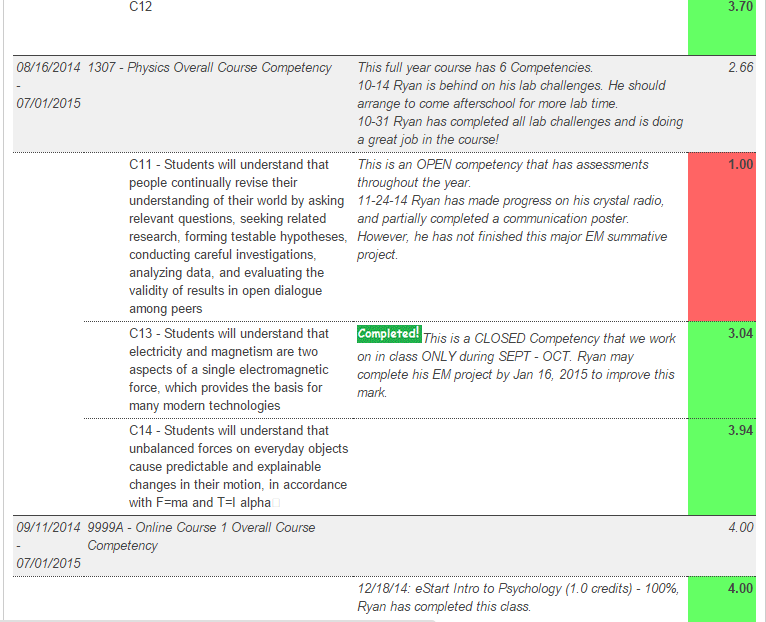 C12
3.70
08/16/2014 - 07/01/2015
1307 - Physics Overall Course Competency
This full year course has 6 Competencies.
10-14 Ryan is behind on his lab challenges. He should
arrange to come afterschool for more lab time.
10-31 Ryan has completed all lab challenges and is doing
a great job in the course!
2.66
C11 - Students will understand that
people continually revise their
understanding of their world by asking
relevant questions, seeking related
research, forming testable hypotheses,
conducting careful investigations,
analyzing data, and evaluating the
validity of results in open dialogue
among peers
This is an OPEN competency that has assessments
throughout the year.
11-24-14 Ryan has made progress on his crystal radio,
and partially completed a communication poster.
However, he has not finished this major EM summative
project.
1.00
C13 - Students will understand that
electricity and magnetism are two
aspects of a single electromagnetic
force, which provides the basis for
many modern technologies
Completed! This is a CLOSED Competency that we work
on in class ONLY during SEPT - OCT. Ryan may
complete his EM project by Jan 16, 2015 to improve this
mark.
3.04
C14 - Students will understand that
unbalanced forces on everyday objects
cause predictable and explainable
changes in their motion, in accordance
with F=ma and T=I alpha
3.94
09/11/2014 - 07/01/2015
9999A - Online Course 1 Overall Course
Competency
4.00
12/18/14: eStart Intro to Psychology (1.0 credits) - 100%,
Ryan has completed this class.
4.00